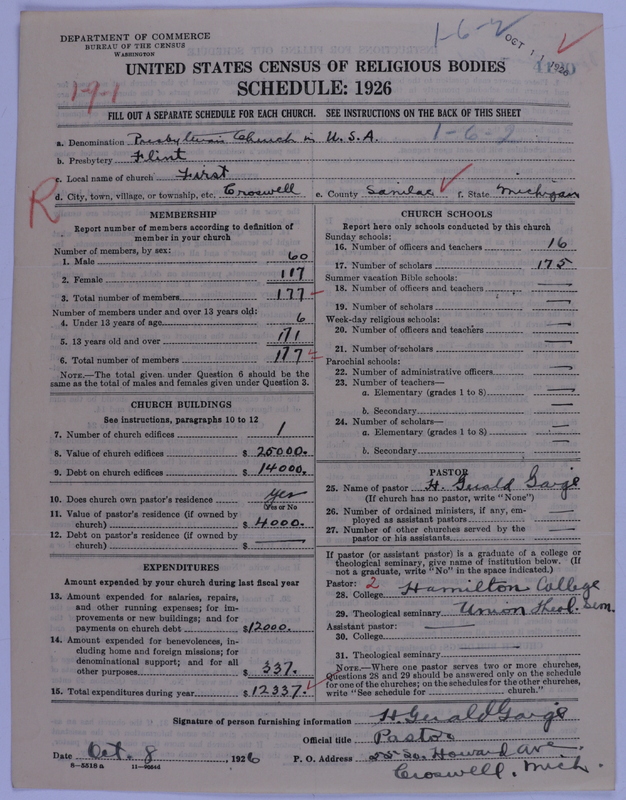 DEPARTMENT OF COMMERCE
BUREAU OF THE CENSUS
WASHINGTON
1-6-2
OCT 11 1926
UNITED STATES CENSUS OF RELIGIOUS BODIES
1-9-1
SCHEDULE: 1926
FILL OUT A SEPARATE SCHEDULE FOR EACH CHURCH. SEE INSTRUCTIONS ON THE BACK OF THIS SHEET
a. Denomination Presbyterian Church in U.S.A. 1-6-2
b. Presbytery Flint
c. Local name of church First
R
d. City, town, village, or township, etc. Croswell e. County Sanilac f. State Michigan
MEMBERSHIP
Report number of members according to definition of
member in your church
Number of members, by sex:
1. Male 60
2. Female 117
3. Total number of members 177
Number of members under and over 13 years old:
4. Under 13 years of age 6
5. 13 years old and over 171
6. Total number of members 177
NOTE.—The total given under Question 6 should be
same as the total of males and females given under Question 3.
CHURCH BUILDINGS
See instructions, paragraphs 10 to 12
7. Number of church edifices 1
8. Value of church edifices $ 25000.
9. Debt on church edifices $ 14000.
10. Does church own pastor's residence yes
(Yes or No)
11. Value of pastor's residence (if owned by
church) $ 4000.
12. Debt on pastor's residence (if owned by
church) $ —
EXPENDITURES
Amount expended by your church during last fiscal year
13. Amount expended for salaries, repairs,
and other running expenses; for im-
provements or new buildings; and for
payments on church debt $12000.
14. Amount expended for benevolences, in-
cluding home and foreign missions; for
denominational support; and for all
other purposes $ 337.
15. Total expenditures during year $ 12337.
CHURCH SCHOOLS
Report here only schools conducted by this church
Sunday schools:
16. Number of officers and teachers 16
17. Number of scholars 175
Summer vacation Bible schools:
18. Number of officers and teachers —
19. Number of scholars —
Week-day religious schools:
20. Number of officers and teachers —
21. Number of scholars —
Parochial schools:
22. Number of administrative officers —
23. Number of teachers—
a. Elementary (grades 1 to 8) —
b. Secondary —
24. Number of scholars—
a. Elementary (grades 1 to 8) —
b. Secondary —
PASTOR
25. Name of pastor H. Gerald Garge
(If church has no pastor, write "None")
26. Number of ordained ministers, if any, em-
ployed as assistant pastors —
27. Number of other churches served by the
pastor or his assistants —
If pastor (or assistant pastor) is a graduate of a college or
theological seminary, give name of institution below. (If
not a graduate, write "No" in the space indicated.)
Pastor: 2
28. College Hamilton College
29. Theological seminary Union Theol. Sem.
Assistant pastor: —
30. College —
31. Theological seminary —
NOTE.—Where one pastor serves two or more churches,
Questions 28 and 29 should be answered only on the schedule
for one of the churches; on the schedules for the other churches,
write "See schedule for church."
Signature of person furnishing information H. Gerald Garge
Official title Pastor
Date Oct. 8, 1926 P. O. Address Howard Ave
8—5518 a
Croswell, Mich.